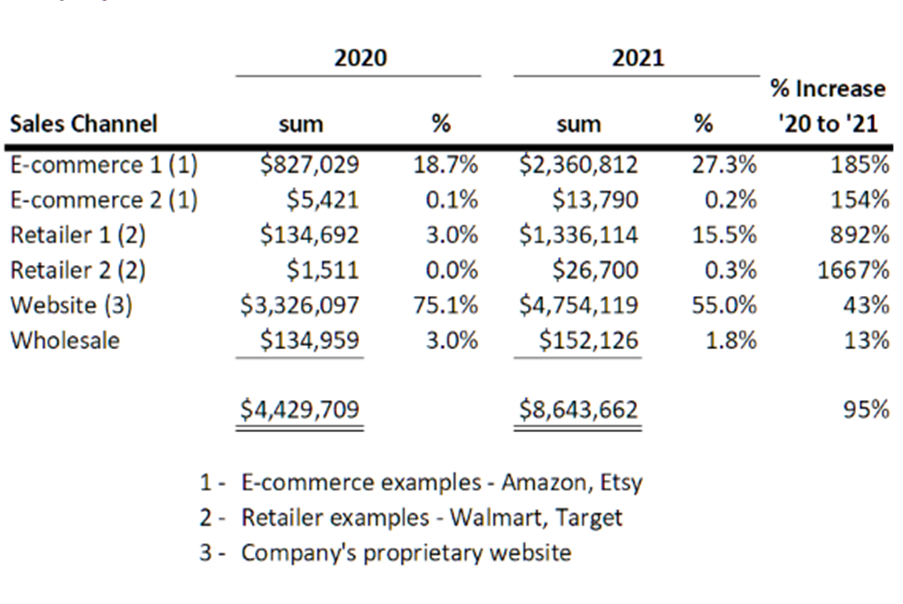 2020 2021
% Increase
Sales Channel sum % sum % '20 to '21
E-commerce 1 (1) $827,029 18.7% $2,360,812 27.3% 185%
E-commerce 2 (1) $5,421 0.1% $13,790 0.2% 154%
Retailer 1 (2) $134,692 3.0% $1,336,114 15.5% 892%
Retailer 2 (2) $1,511 0.0% $26,700 0.3% 1667%
Website (3) $3,326,097 75.1% $4,754,119 55.0% 43%
Wholesale $134,959 3.0% $152,126 1.8% 13%
$4,429,709 $8,643,662 95%
1 - E-commerce examples - Amazon, Etsy
2 - Retailer examples - Walmart, Target
3 - Company's proprietary website